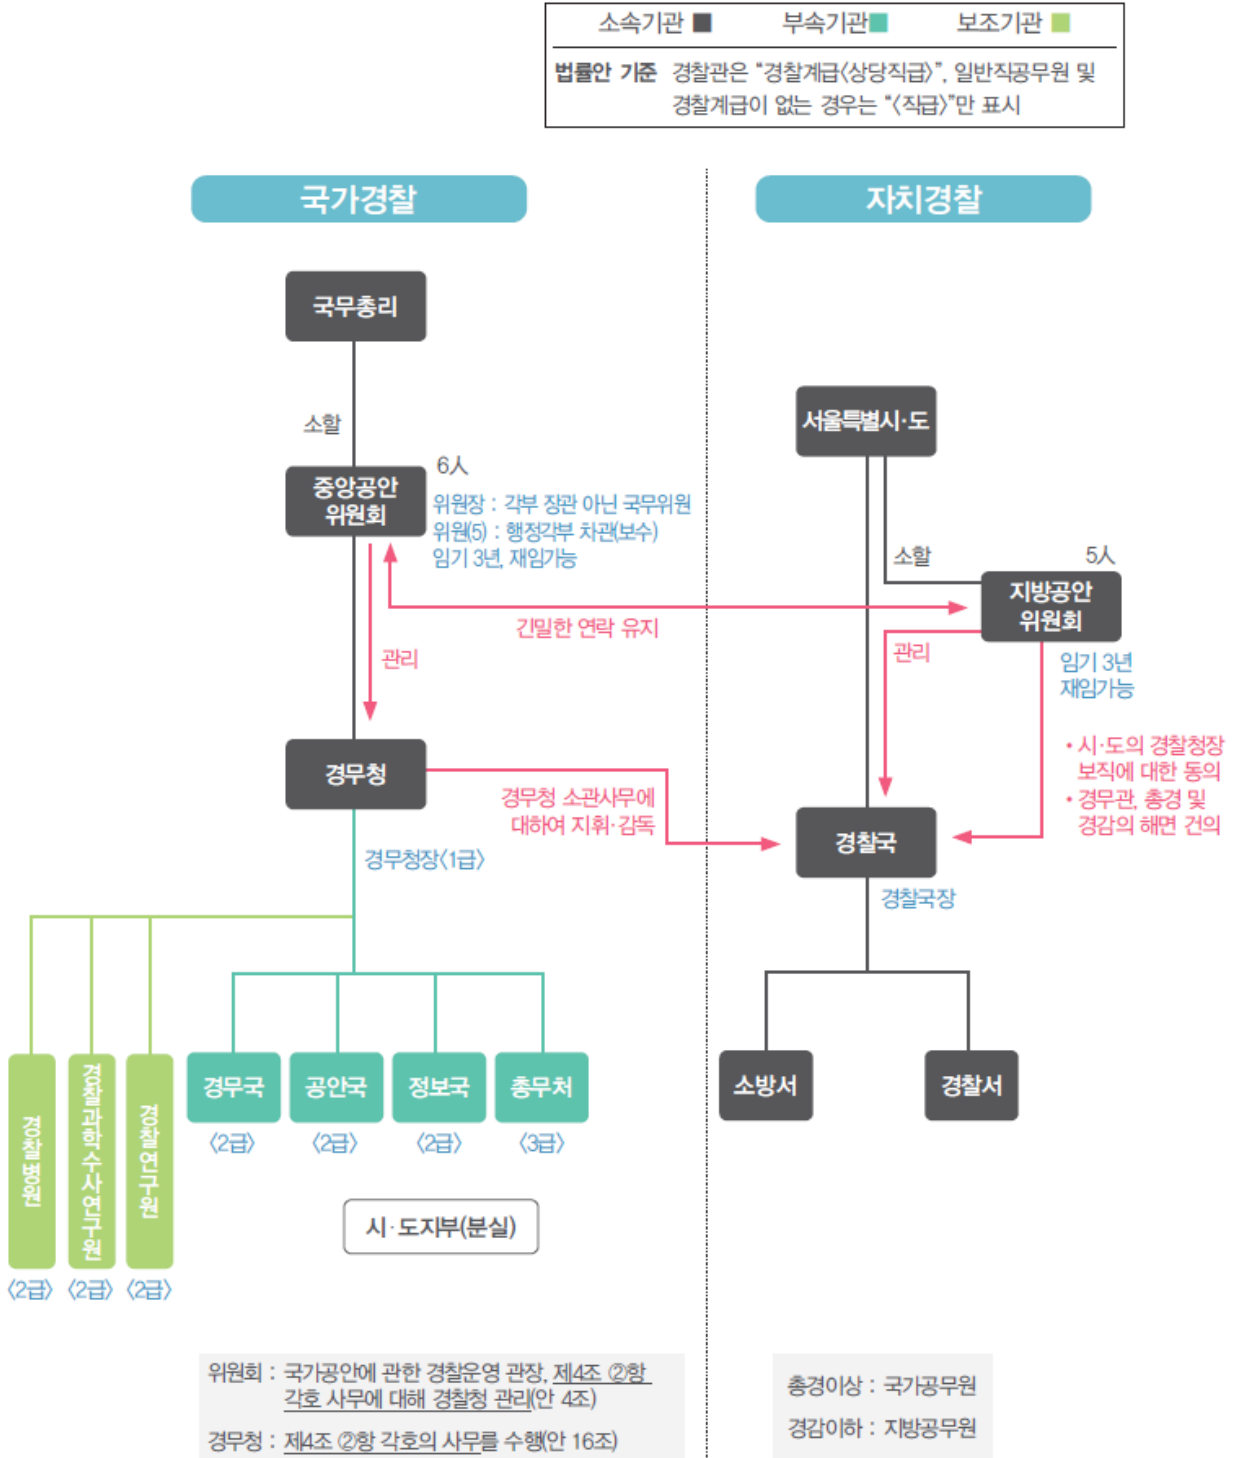 소속기관 부속기관 보조기관
법률안 기준 경찰관은 “경찰계급〈상당직급〉”, 일반직공무원 및
경찰계급이 없는 경우는 “〈직급〉”만 표시
국가경찰
국무총리
소할
중앙공안
위원회
6人
위원장 : 각부 장관 아닌 국무위원
위원(5) : 행정각부 차관(보수)
임기 3년, 재임가능
긴밀한 연락 유지
관리
경무청
경무청 소관사무에
대하여 지휘·감독
경무청장〈1급〉
경찰병원
경찰과학수사연구원
경찰연구원
〈2급〉 〈2급〉 〈2급〉
경무국 공안국 정보국 총무처
〈2급〉 〈2급〉 〈2급〉 〈3급〉
시·도지부(분실)
위원회 : 국가공안에 관한 경찰운영 관장, 제4조 ②항
각호 사무에 대해 경찰청 관리(안 4조)
경무청 : 제4조 ②항 각호의 사무를 수행(안 16조)
자치경찰
서울특별시·도
소할
5人
지방공안
위원회
관리
임기 3년
재임가능
• 시·도의 경찰청장
보직에 대한 동의
• 경무관, 총경 및
경감의 해면 건의
경찰국
경찰국장
소방서 경찰서
총경이상 : 국가공무원
경감이하 : 지방공무원